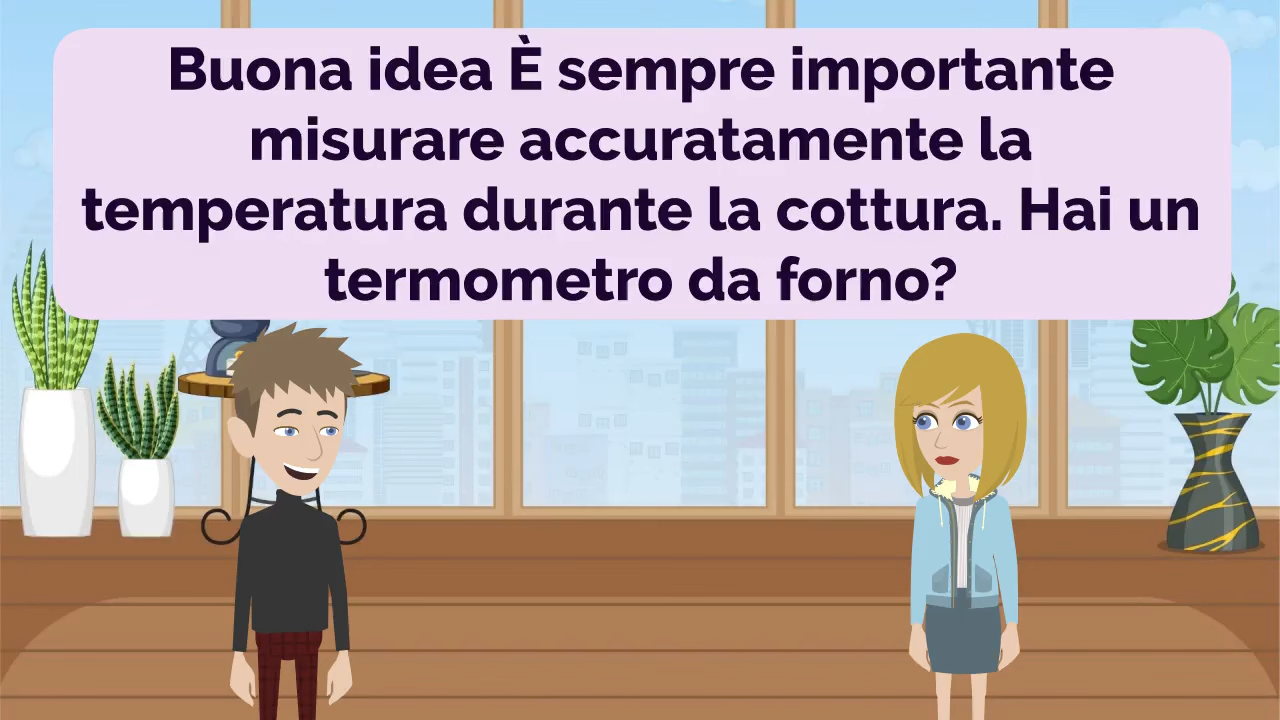 Buona idea È sempre importante
misurare accuratamente la
temperatura durante la cottura. Hai un
termometro da forno?